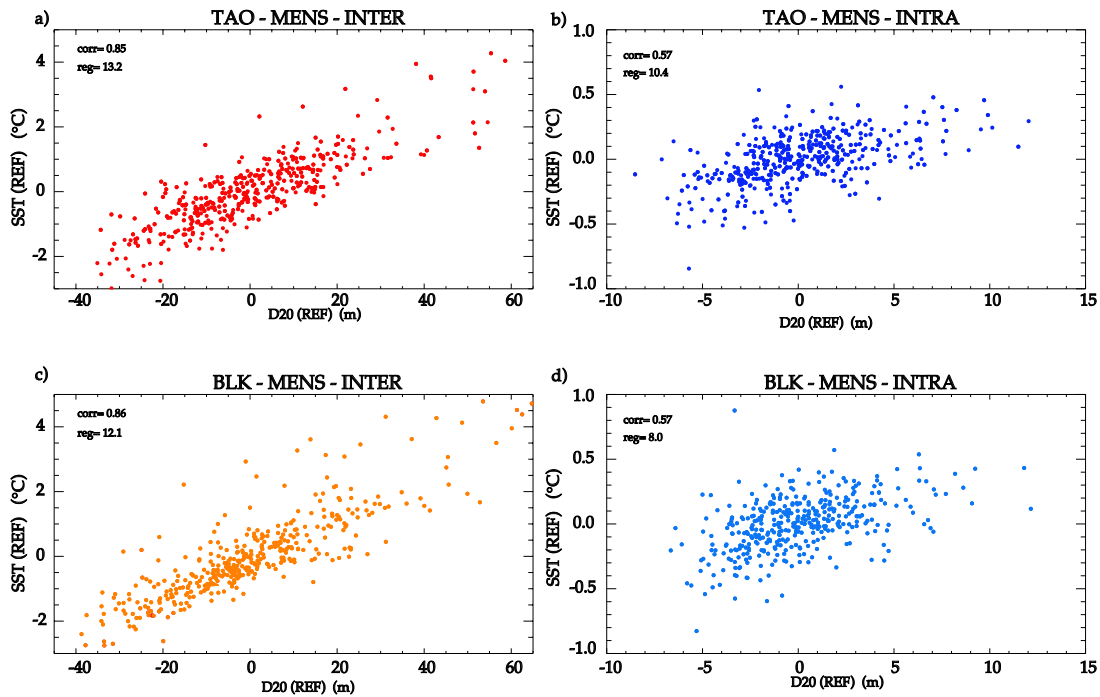 a)
TAO - MENS - INTER
corr= 0.85
reg= 13.2
SST (REF) (°C)
4
2
0
-2
-40
-20
0
20
40
60
D20 (REF) (m)
b)
TAO - MENS - INTRA
corr= 0.57
reg= 10.4
SST (REF) (°C)
1.0
0.5
0.0
-0.5
-1.0
-10
-5
0
5
10
15
D20 (REF) (m)
c)
BLK - MENS - INTER
corr= 0.86
reg= 12.1
SST (REF) (°C)
4
2
0
-2
-40
-20
0
20
40
60
D20 (REF) (m)
d)
BLK - MENS - INTRA
corr= 0.57
reg= 8.0
SST (REF) (°C)
1.0
0.5
0.0
-0.5
-1.0
-10
-5
0
5
10
15
D20 (REF) (m)